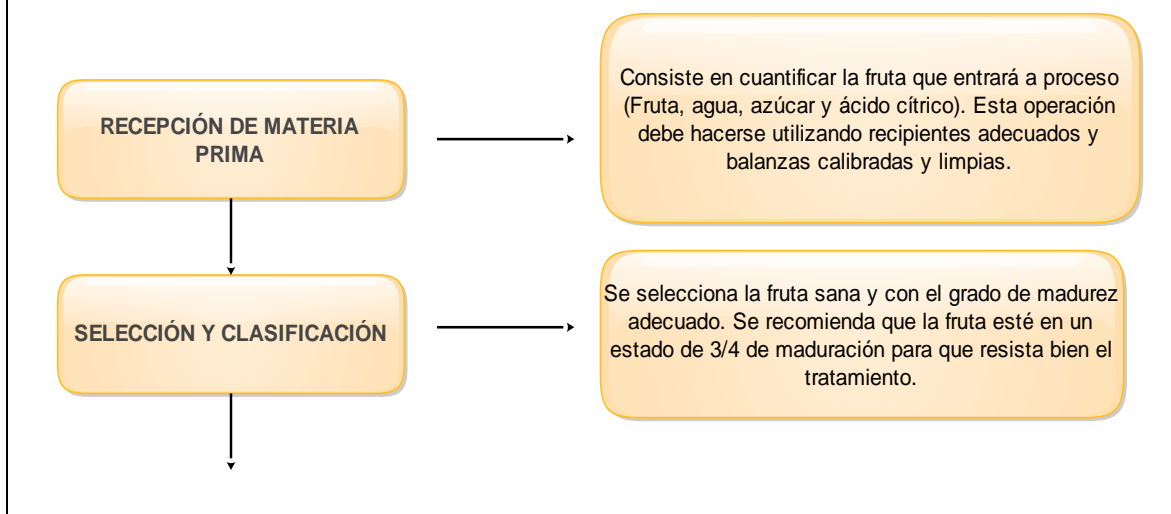 RECEPCIÓN DE MATERIA
PRIMA
Consiste en cuantificar la fruta que entrará a proceso
(Fruta, agua, azúcar y ácido cítrico). Esta operación
debe hacerse utilizando recipientes adecuados y
balanzas calibradas y limpias.
SELECCIÓN Y CLASIFICACIÓN
Se selecciona la fruta sana y con el grado de madurez
adecuado. Se recomienda que la fruta esté en un
estado de 3/4 de maduración para que resista bien el
tratamiento.